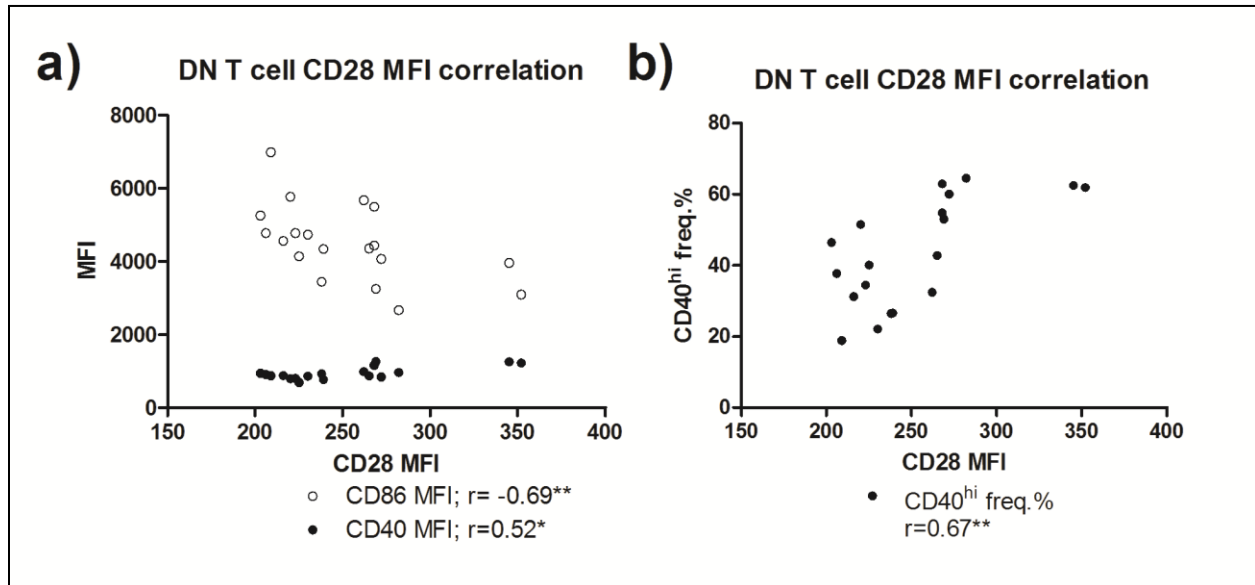 a)
DN T cell CD28 MFI correlation
8000
6000
4000
2000
0
MFI
150 200 250 300 350 400
CD28 MFI
CD86 MFI; r= -0.69**
CD40 MFI; r=0.52*
b)
DN T cell CD28 MFI correlation
80
60
40
20
0
CD40hi freq.%
150 200 250 300 350 400
CD28 MFI
CD40hi freq.%
r=0.67**